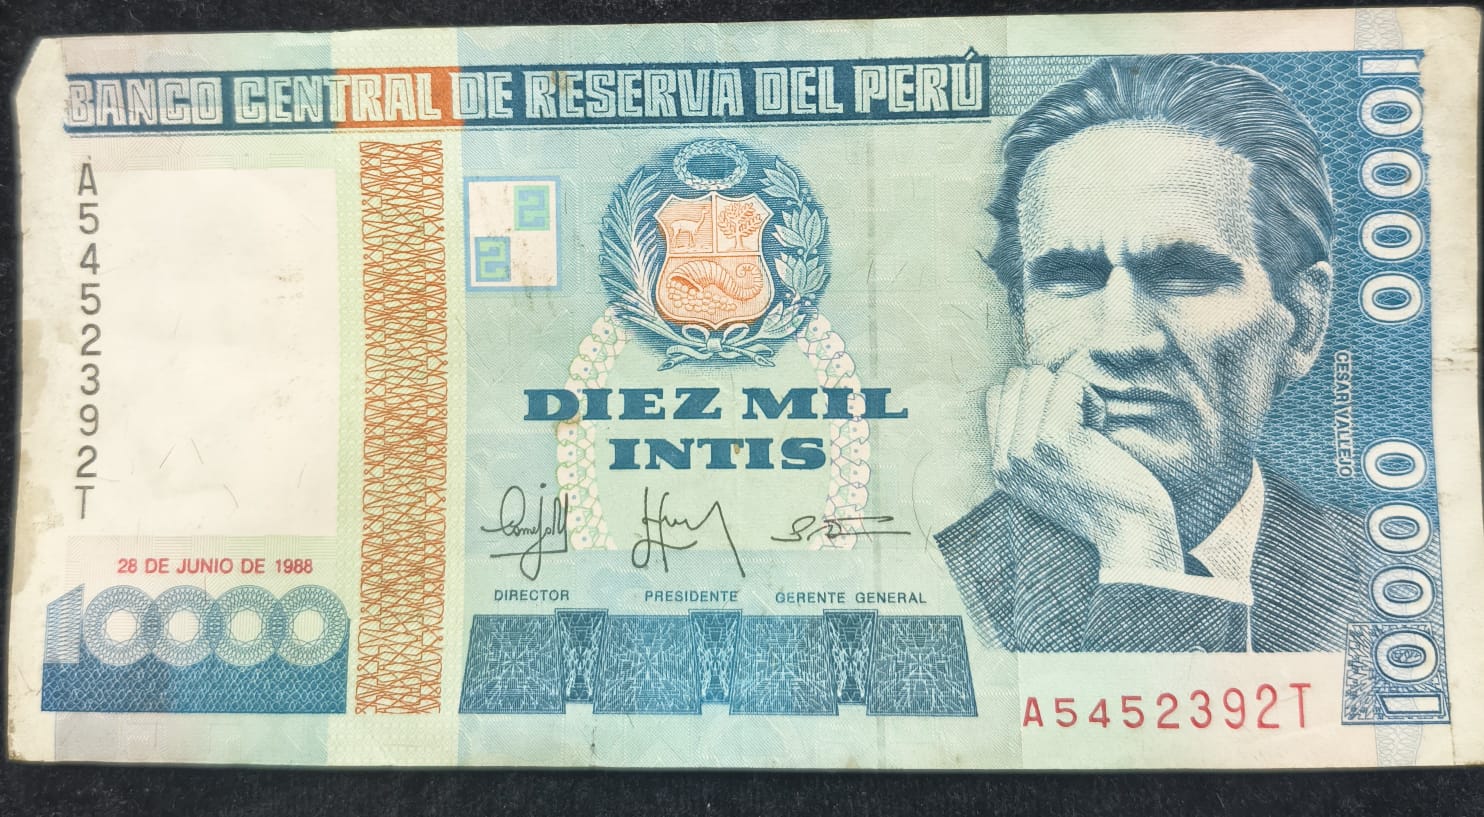 BANCO CENTRAL DE RESERVA DEL PERÚ
A5452392T
DIEZ MIL
INTIS
DIRECTOR PRESIDENTE GERENTE GENERAL
28 DE JUNIO DE 1988
10000
CESAR VALLEJO
10000
10000
A5452392T